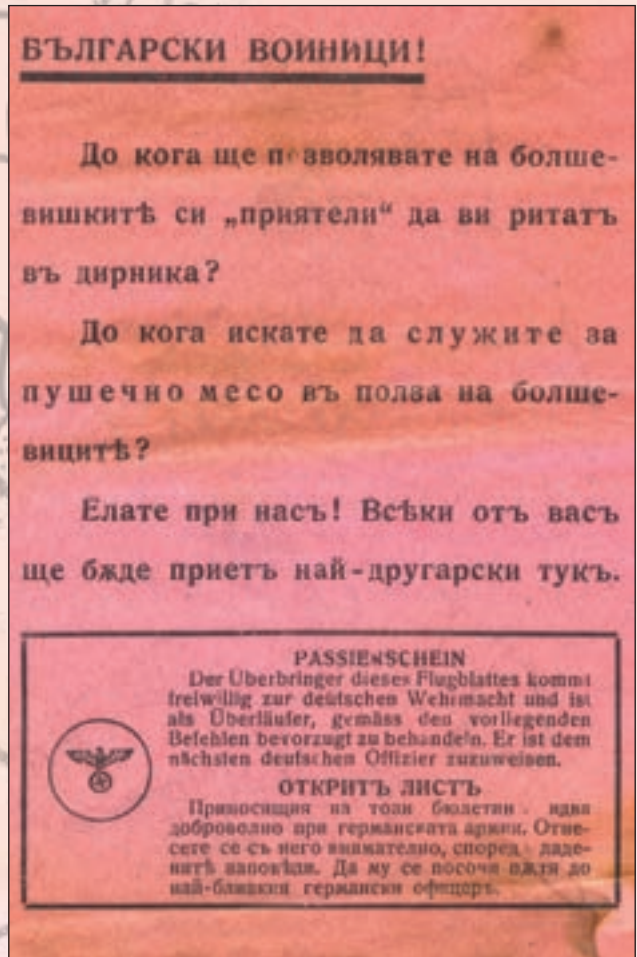 БЪЛГАРСКИ ВОИНИЦИ!
До кога ще позволявате на болше-
вишкитѣ си „приятели“ да ви ритатъ
въ дирника?
До кога искате да служите за
пушечно месо въ полза на болше-
вицитѣ?
Елате при насъ! Всѣки отъ васъ
ще бѫде приетъ най-другарски тукъ.
PASSIENSCHEIN
Der Überbringer dieses Flugblattes kommt
freiwillig zur deutschen Wehrmacht und ist
als Überläufer, gemäss den vorliegenden
Befehlen bevorzugt zu behandeln. Er ist dem
nächsten deutschen Offizier zuzuweisen.
ОТКРИТЪ ЛИСТЪ
Приносящия на този бюлетин идва
доброволно при германската армия. Отне-
сете се съ него внимателно, според даде-
нитѣ заповѣди. Да му се посочи пѫтя до
най-близкия германски офицеръ.